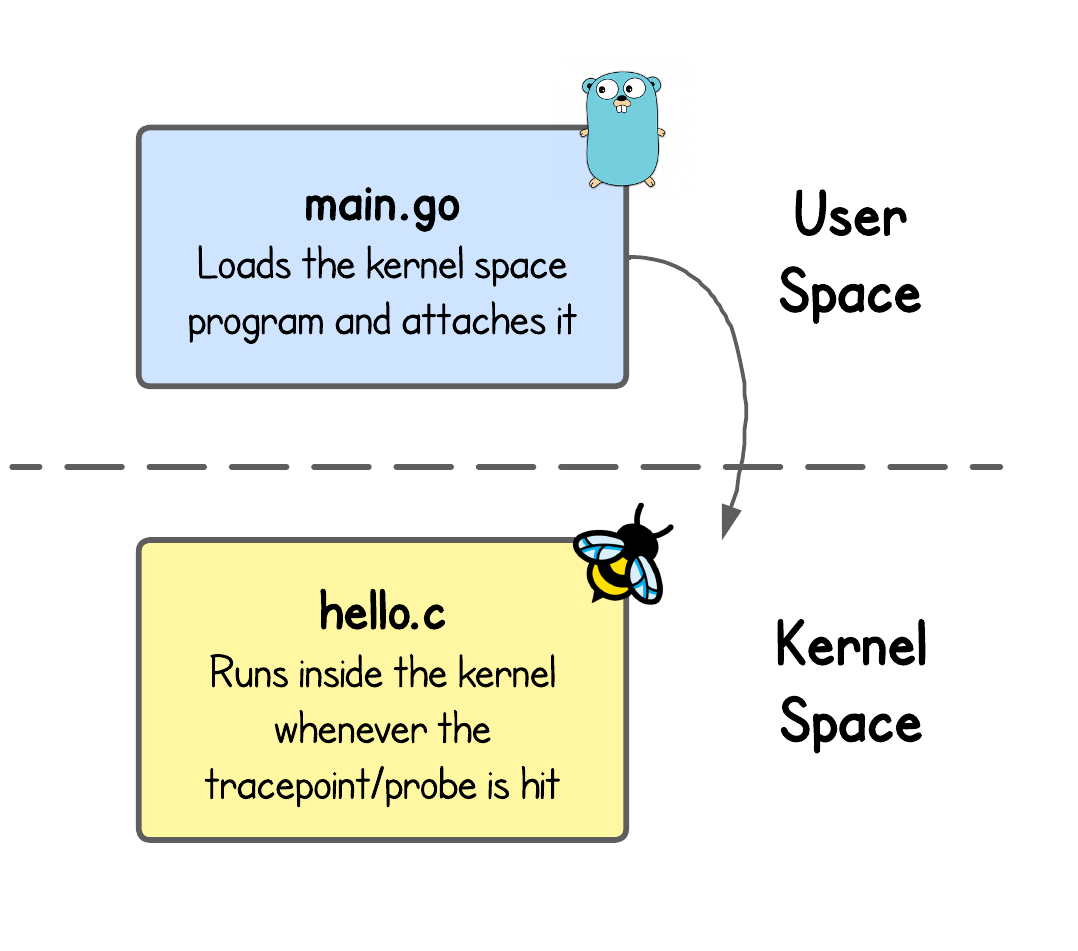 main.go
Loads the kernel space
program and attaches it
User
Space
hello.c
Runs inside the kernel
whenever the
tracepoint/probe is hit
Kernel
Space